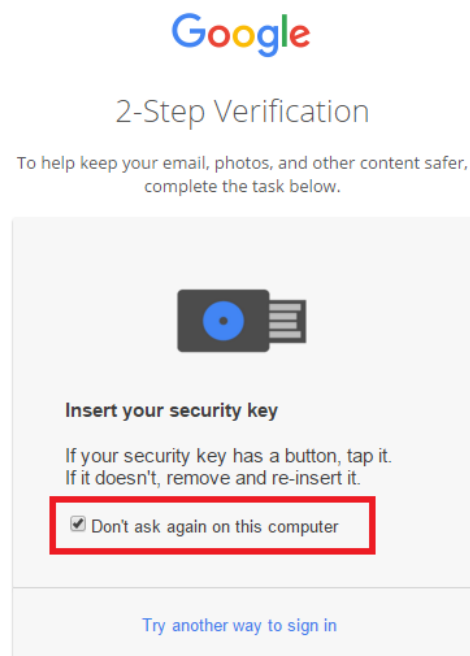 Google
2-Step Verification
To help keep your email, photos, and other content safer,
complete the task below.
Insert your security key
If your security key has a button, tap it.
If it doesn't, remove and re-insert it.
Don't ask again on this computer
Try another way to sign in